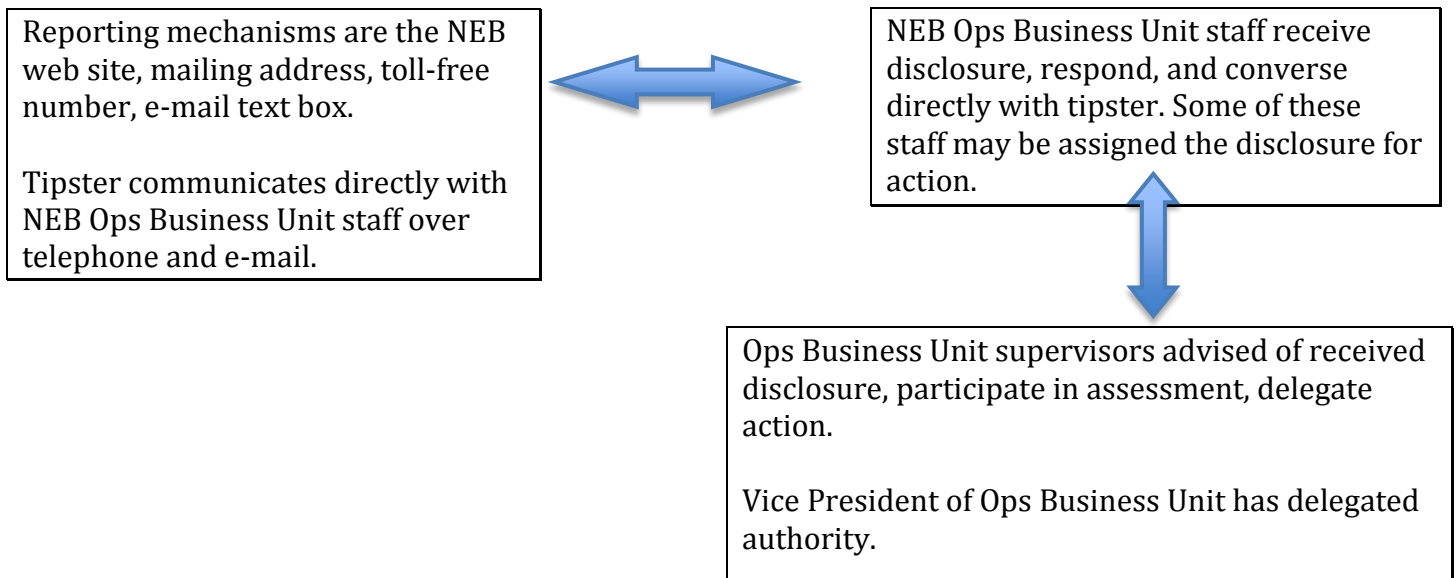 Reporting mechanisms are the NEB
web site, mailing address, toll-free
number, e-mail text box.
Tipster communicates directly with
NEB Ops Business Unit staff over
telephone and e-mail.
NEB Ops Business Unit staff receive
disclosure, respond, and converse
directly with tipster. Some of these
staff may be assigned the disclosure for
action.
Ops Business Unit supervisors advised of received
disclosure, participate in assessment, delegate
action.
Vice President of Ops Business Unit has delegated
authority.